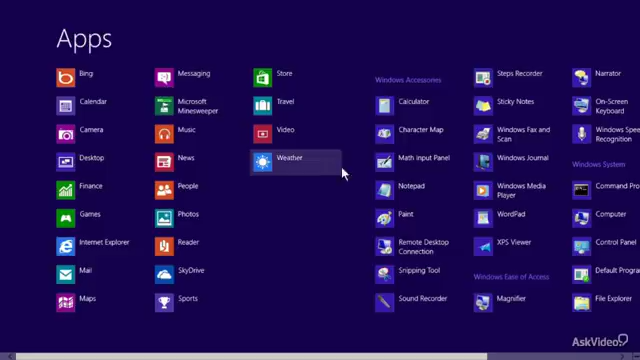 Apps
Bing
Calendar
Camera
Desktop
Finance
Games
Internet Explorer
Mail
Maps
Messaging
Microsoft
Minesweeper
Music
News
People
Photos
Reader
SkyDrive
Sports
Store
Travel
Video
Weather
Windows Accessories
Calculator
Character Map
Math Input Panel
Notepad
Paint
Remote Desktop
Connection
Snipping Tool
Sound Recorder
Steps Recorder
Sticky Notes
Windows Fax and
Scan
Windows Journal
Windows Media
Player
WordPad
XPS Viewer
Windows Ease of Access
Magnifier
Narrator
On-Screen
Keyboard
Windows Spee
Recognition
Windows System
Command Pro
Computer
Control Panel
Default Progra
File Explorer
AskVideo